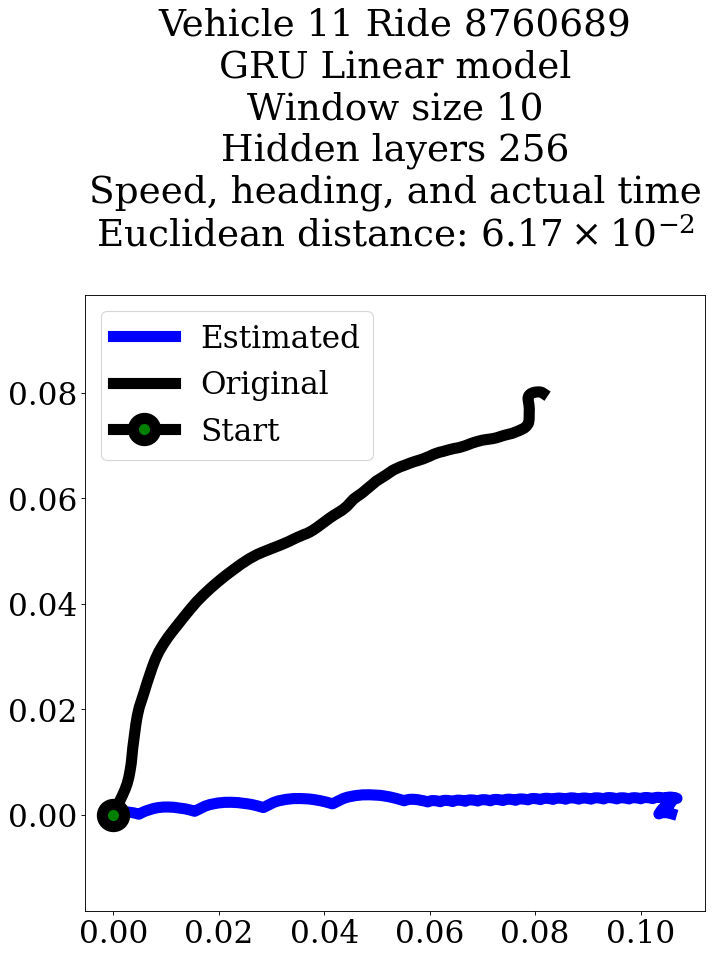 Vehicle 11 Ride 8760689
GRU Linear model
Window size 10
Hidden layers 256
Speed, heading, and actual time
Euclidean distance: 6.17 × 10⁻²
Estimated
Original
Start
0.08
0.06
0.04
0.02
0.00
0.00 0.02 0.04 0.06 0.08 0.10